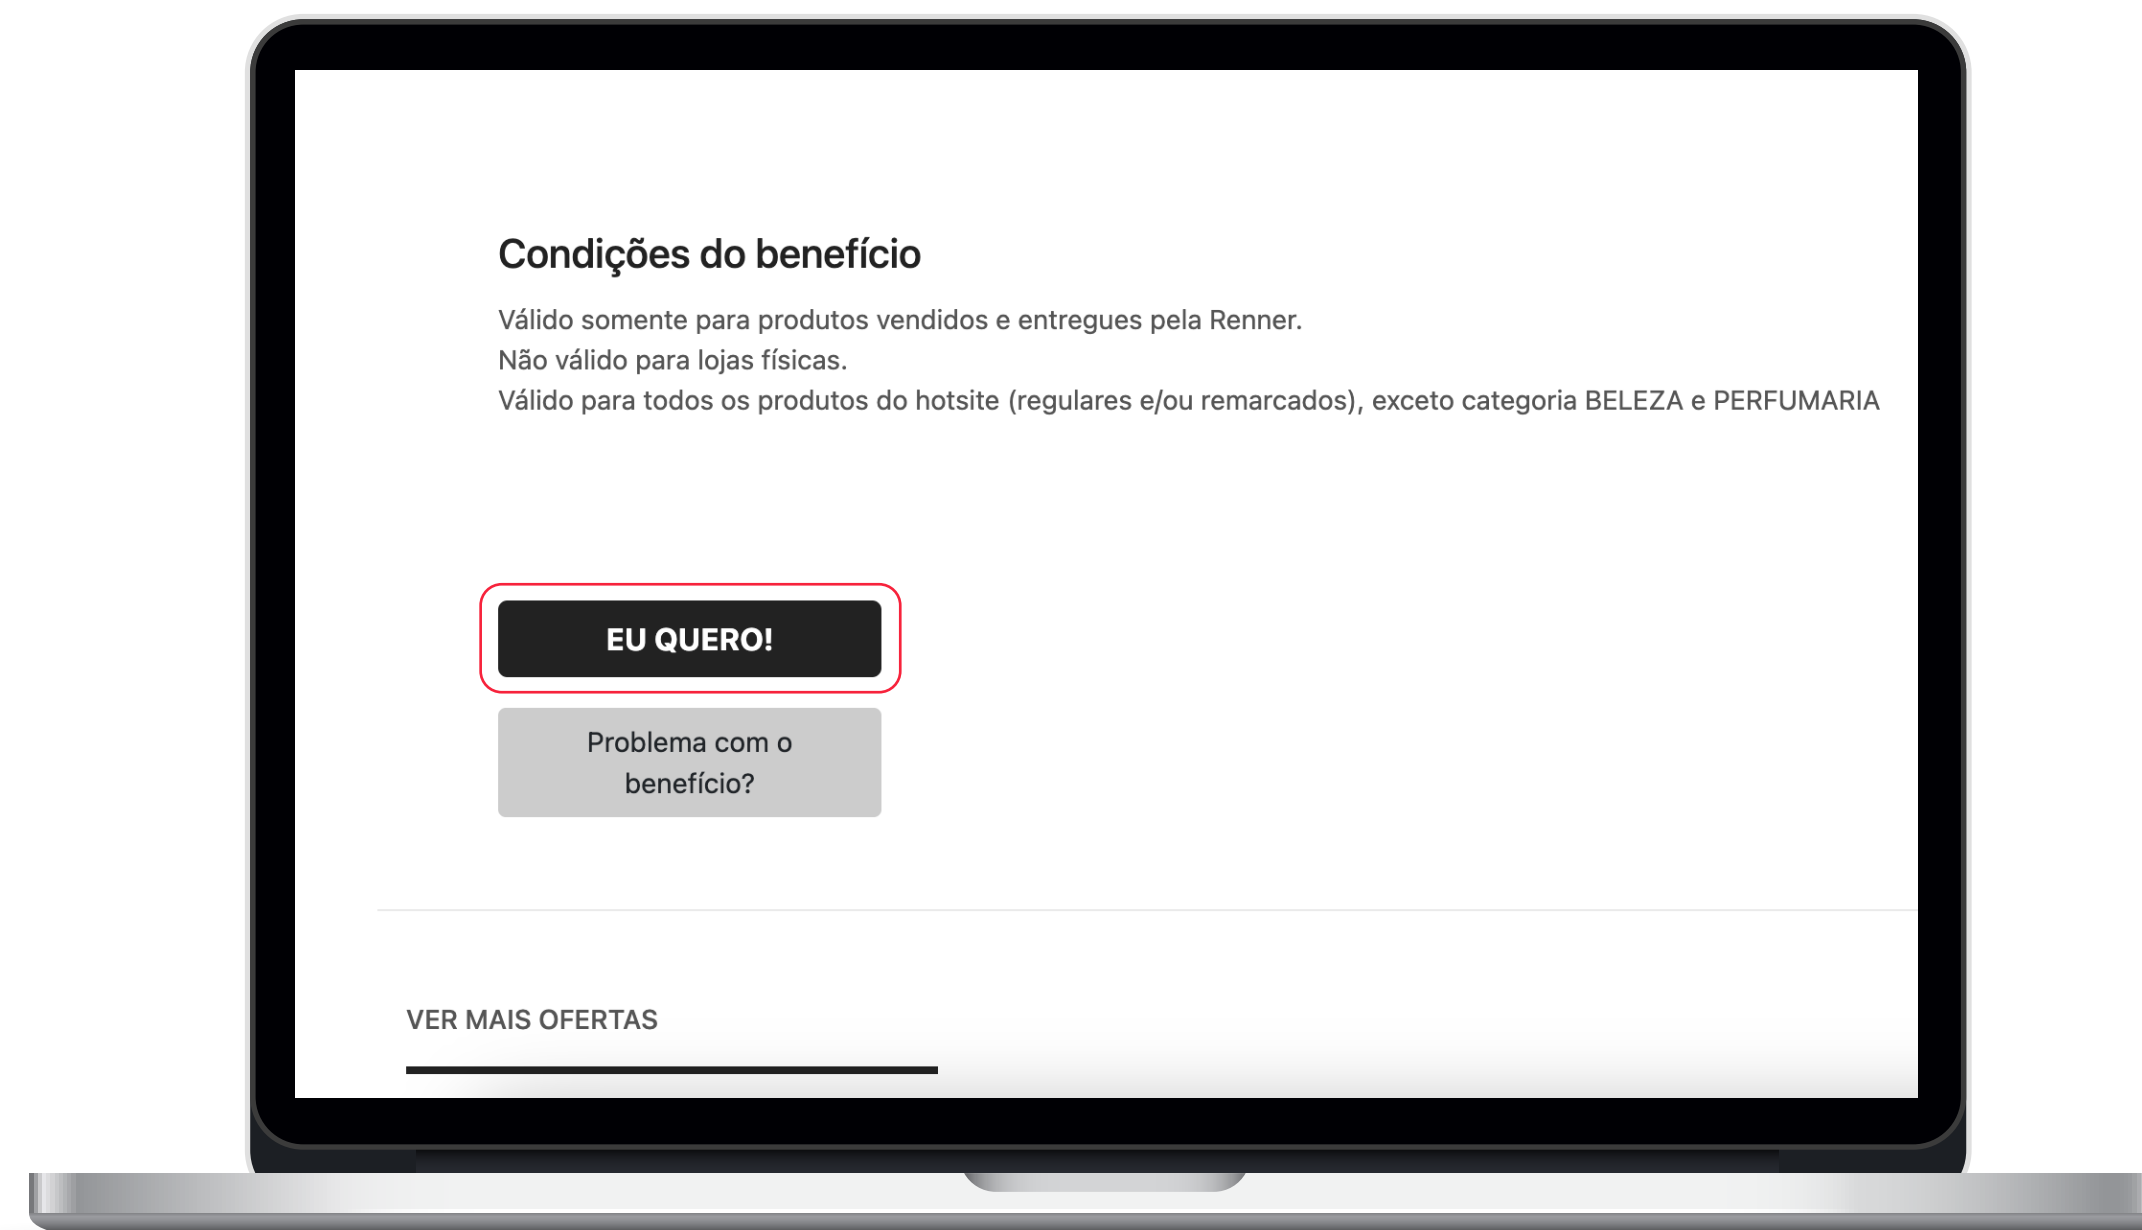 Condições do benefício
Válido somente para produtos vendidos e entregues pela Renner.
Não válido para lojas físicas.
Válido para todos os produtos do hotsite (regulares e/ou remarcados), exceto categoria BELEZA e PERFUMARIA
EU QUERO!
Problema com o
benefício?
VER MAIS OFERTAS